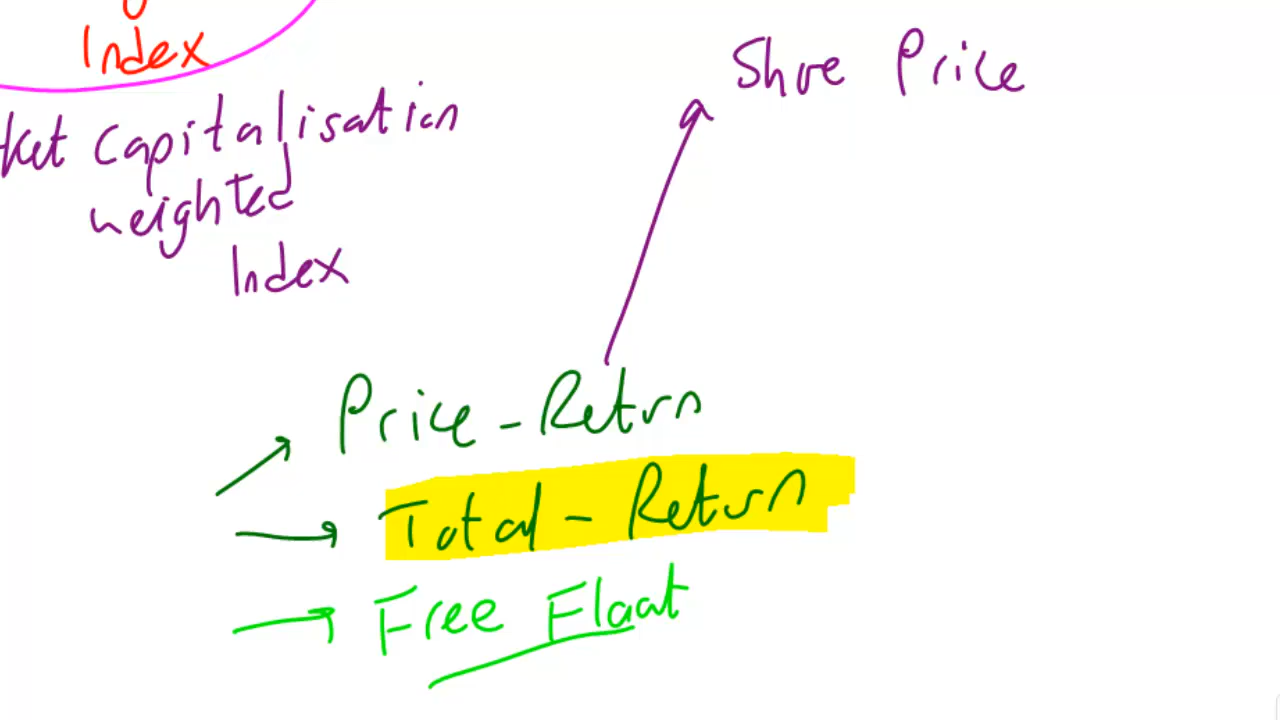 Index
ket capitalisation
weighted
Index
Share Price
Price - Return
Total - Return
Free Float